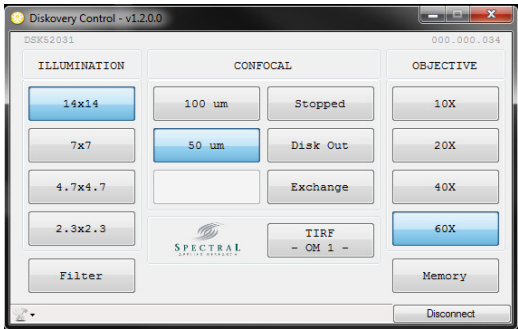 Diskovery Control - v1.2.0.0
DSK52031 000.000.034
ILLUMINATION CONFOCAL OBJECTIVE
14x14 100 um Stopped 10X
7x7 50 um Disk Out 20X
4.7x4.7 Exchange 40X
2.3x2.3 SPECTRAL TIRF 60X
APPLIED RESEARCH - OM 1 -
Filter Memory
Disconnect